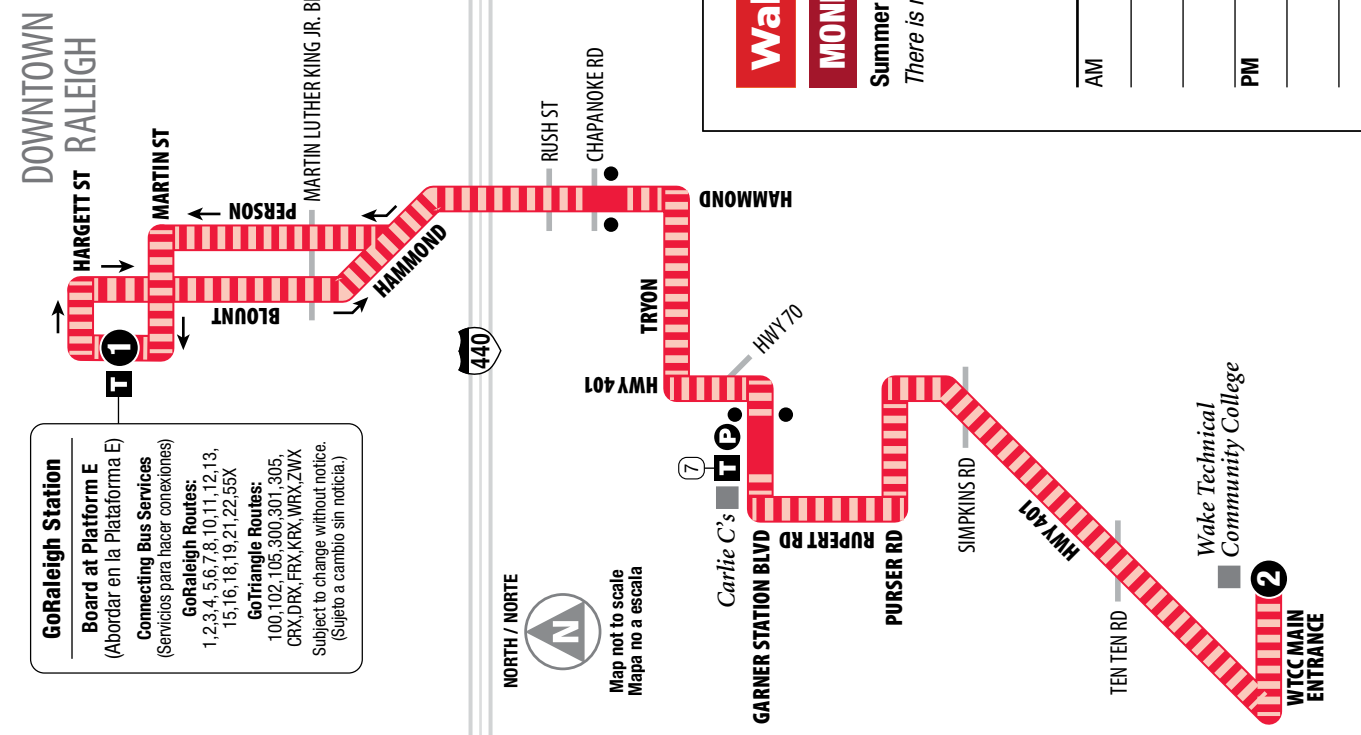 DOWNTOWN
RALEIGH
HARGETT ST
MARTIN ST
PERSON
MARTIN LUTHER KING JR. BL
BLOUNT
HAMMOND
1
T
GoRaleigh Station
Board at Platform E
(Abordar en la Plataforma E)
Connecting Bus Services
(Servicios para hacer conexiones)
GoRaleigh Routes:
1,2,3,4, 5,6,7,8,10,11,12,13,
15,16,18,19,21,22,55X
GoTriangle Routes:
100,102,105,300,301,305,
CRX,DRX,FRX,KRX,WRX,ZWX
Subject to change without notice.
(Sujeto a cambio sin noticia.)
440
RUSH ST
CHAPANOKE RD
HAMMOND
TRYON
HWY 401
HWY 70
7
T P
Carlie C's
GARNER STATION BLVD
RUPERT RD
PURSER RD
SIMPKINS RD
HWY 401
TEN TEN RD
Wake Technical
Community College
2
WTCC MAIN
ENTRANCE
NORTH / NORTE
N
Map not to scale
Mapa no a escala
Wa
MON
Summer
There is
AM
PM